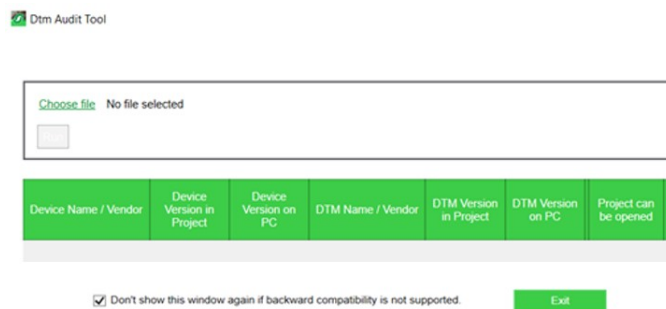 Dtm Audit Tool
Choose file No file selected
Run
Device Name / Vendor
Device Version in Project
Device Version on PC
DTM Name / Vendor
DTM Version in Project
DTM Version on PC
Project can be opened
Don't show this window again if backward compatibility is not supported.
Exit